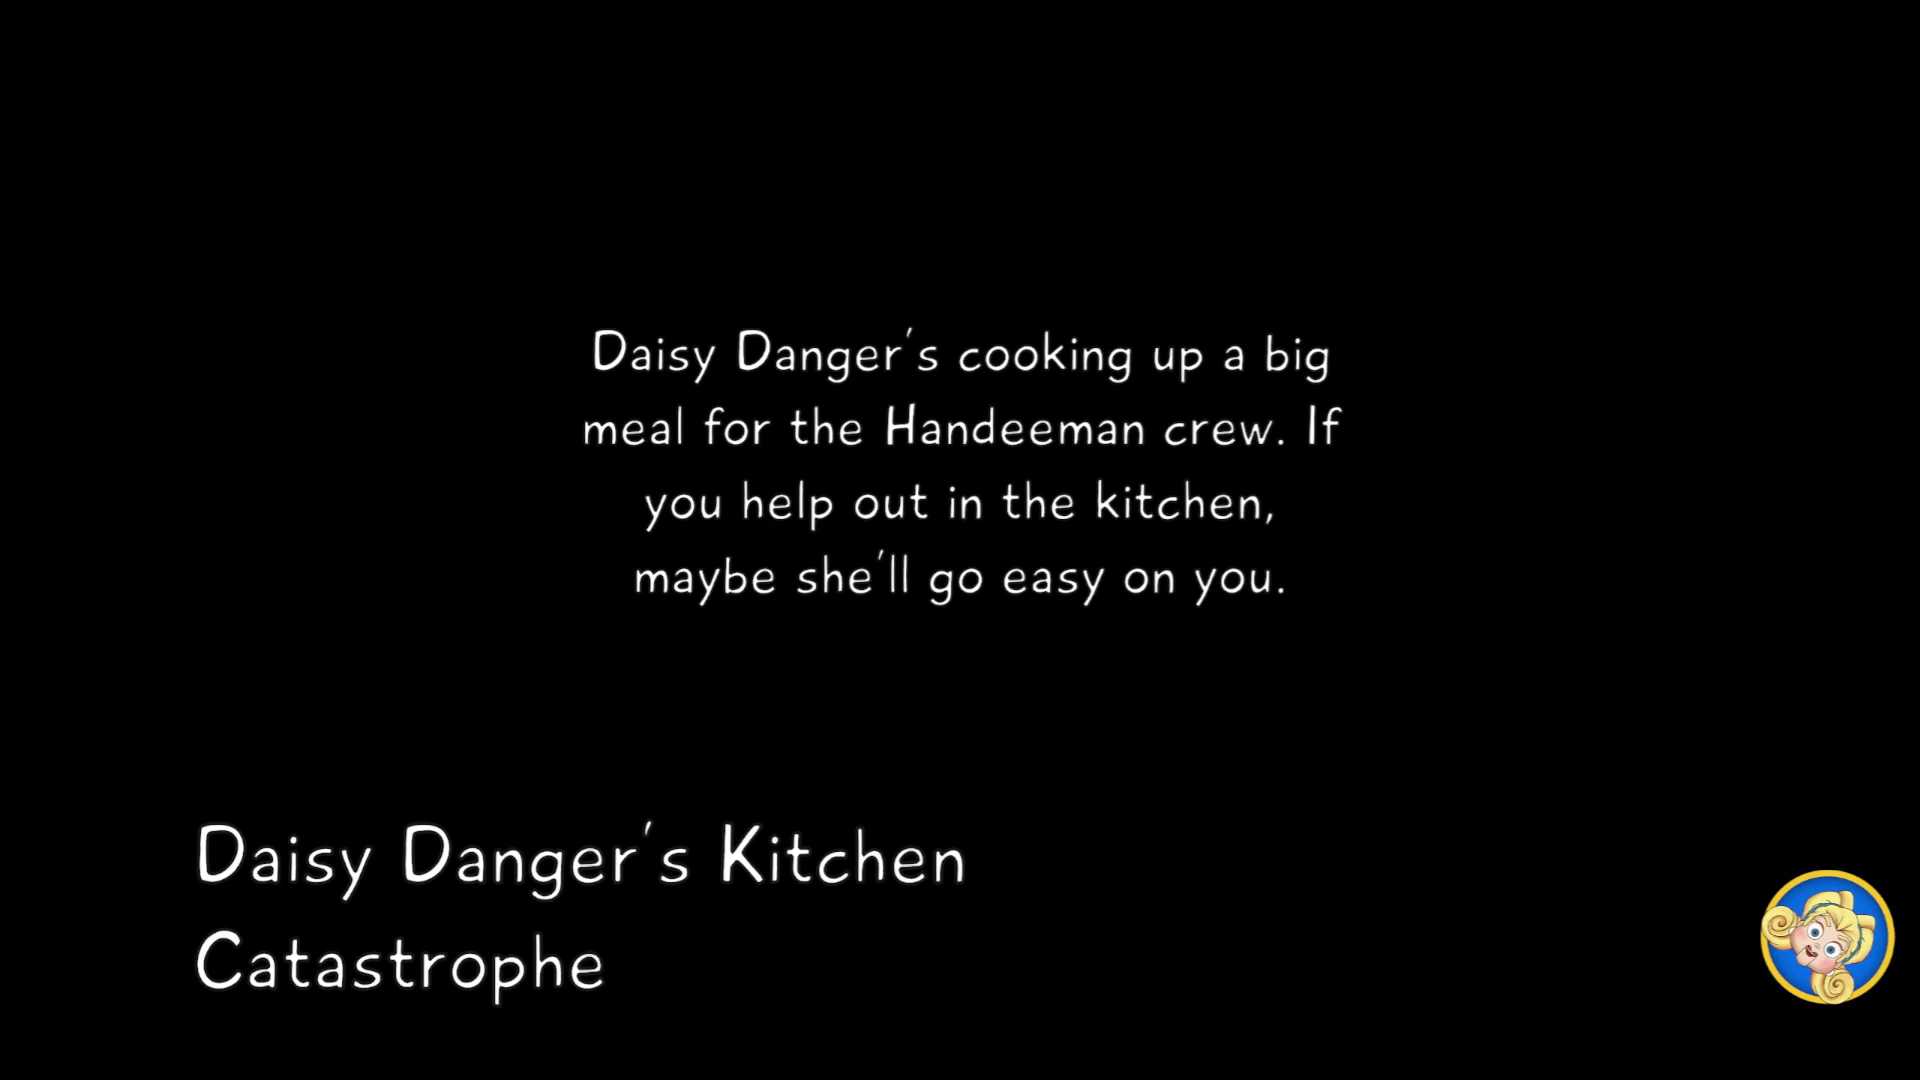 Daisy Danger's cooking up a big
meal for the Handeeman crew. If
you help out in the kitchen,
maybe she'll go easy on you.
Daisy Danger's Kitchen
Catastrophe